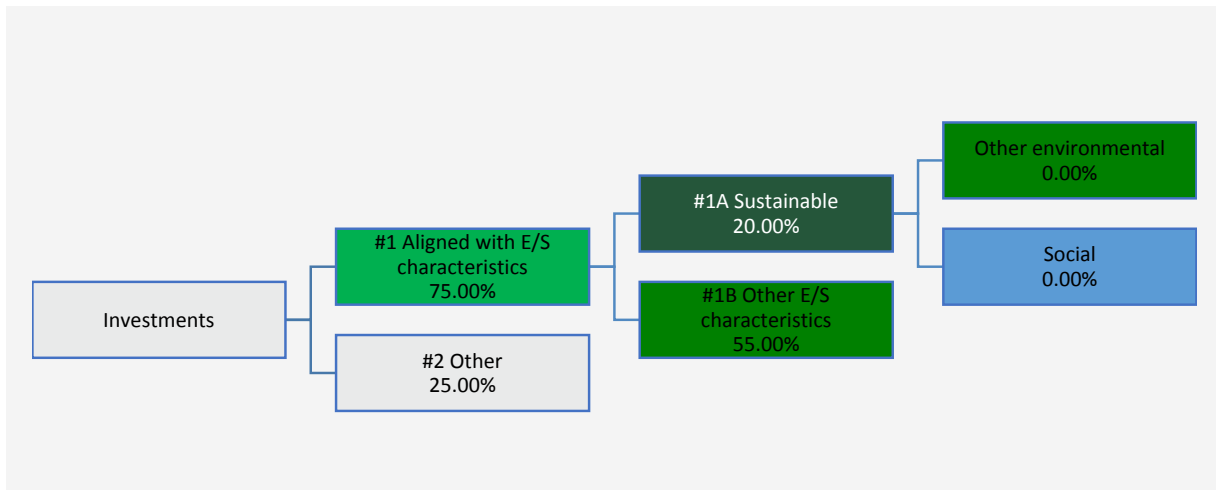 Investments
#1 Aligned with E/S
characteristics
75.00%
#2 Other
25.00%
#1A Sustainable
20.00%
#1B Other E/S
characteristics
55.00%
Other environmental
0.00%
Social
0.00%